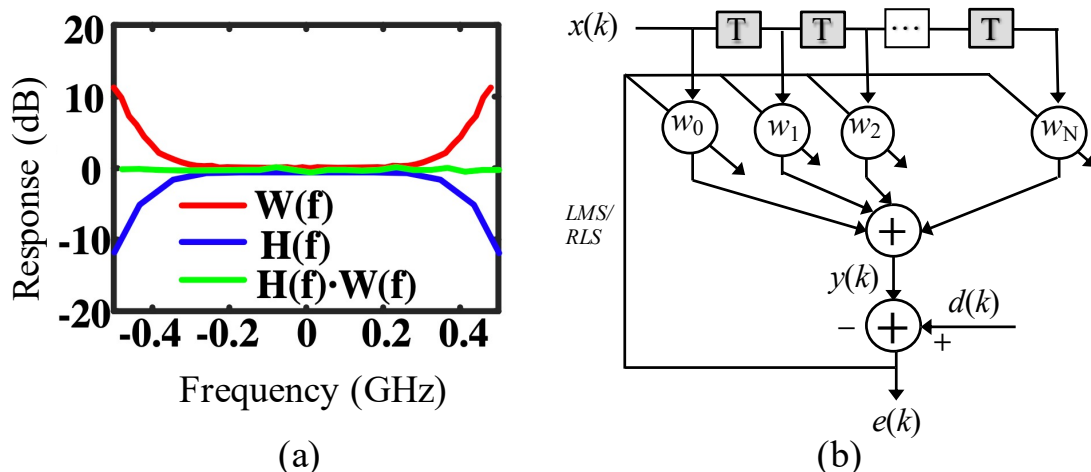 20
10
0
-10
-20
Response (dB)
W(f)
H(f)
H(f)·W(f)
-0.4 -0.2 0 0.2 0.4
Frequency (GHz)
(a)
x(k) T T ... T
w0 w1 w2 wN
LMS/
RLS
+
y(k)
− + d(k)
+
e(k)
(b)